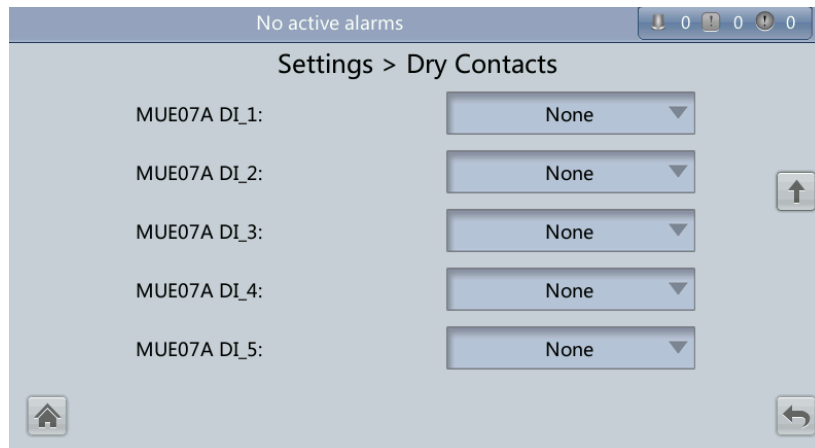 No active alarms 0 0 0
Settings > Dry Contacts
MUE07A DI_1: None
MUE07A DI_2: None
MUE07A DI_3: None
MUE07A DI_4: None
MUE07A DI_5: None